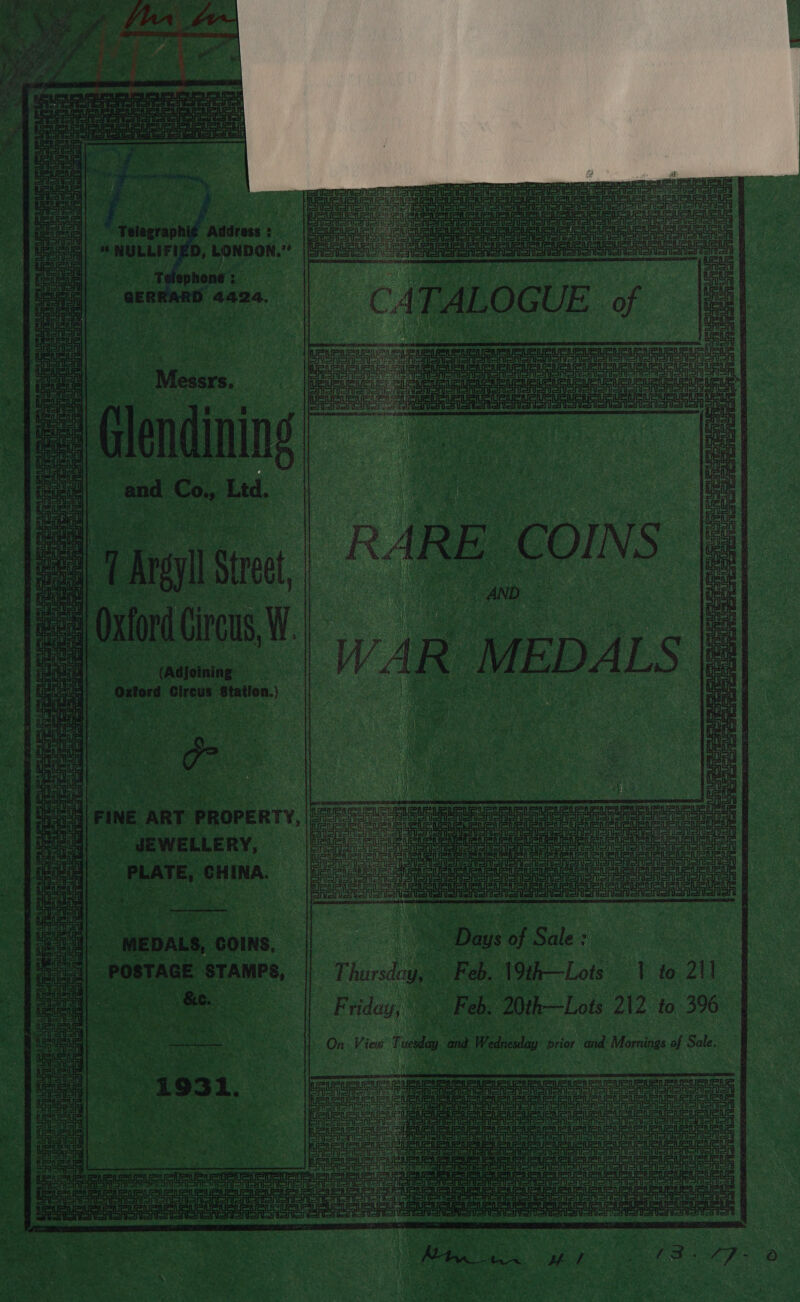 Telegraphic Address :
“ NULLIFIED, LONDON.”
Telephone :
GERRARD 4424.
Messrs.
Glendining
and Co., Ltd.
7 Argyll Street,
Oxford Circus, W.
(Adjoining
Oxford Circus Station.)
FINE ART PROPERTY,
JEWELLERY,
PLATE, CHINA.
MEDALS, COINS,
POSTAGE STAMPS,
&c.
1931.
CATALOGUE of
RARE COINS
AND
WAR MEDALS
Days of Sale :
Thursday, Feb. 19th—Lots 1 to 211
Friday, Feb. 20th—Lots 212 to 396
On View Tuesday and Wednesday prior and Mornings of Sale.
13 - 17 - 0